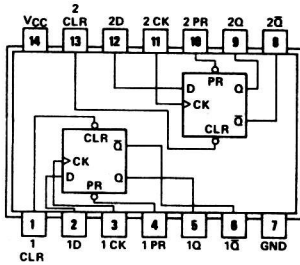 VCC 2 CLR 2D 2 CK 2 PR 2Q 2Q̅
14 13 12 11 10 9 8
PR
D Q
CK
CLR Q̅
CLR
CK Q̅
D Q
PR
1 2 3 4 5 6 7
1 CLR 1D 1 CK 1 PR 1Q 1Q̅ GND